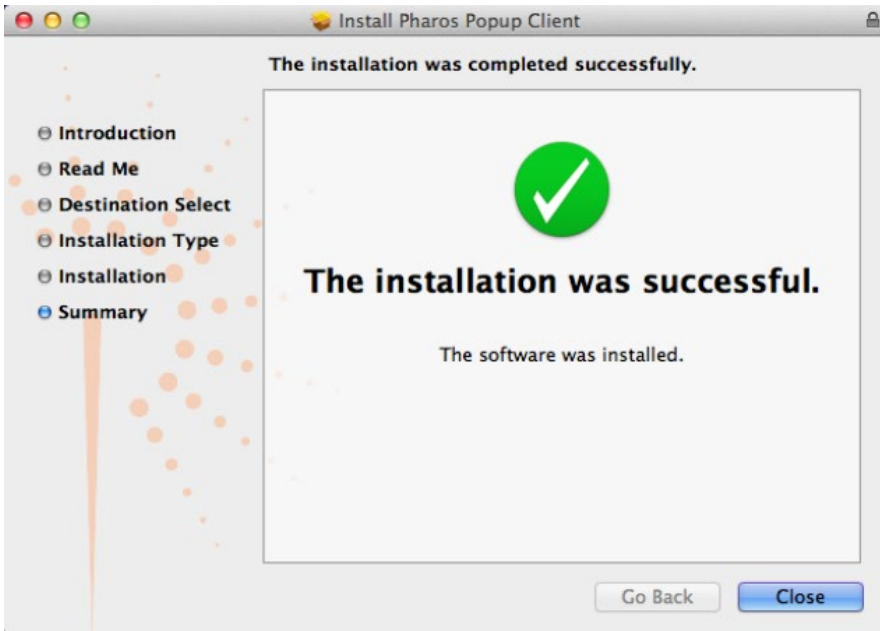 Install Pharos Popup Client
The installation was completed successfully.
Introduction
Read Me
Destination Select
Installation Type
Installation
Summary
The installation was successful.
The software was installed.
Go Back
Close